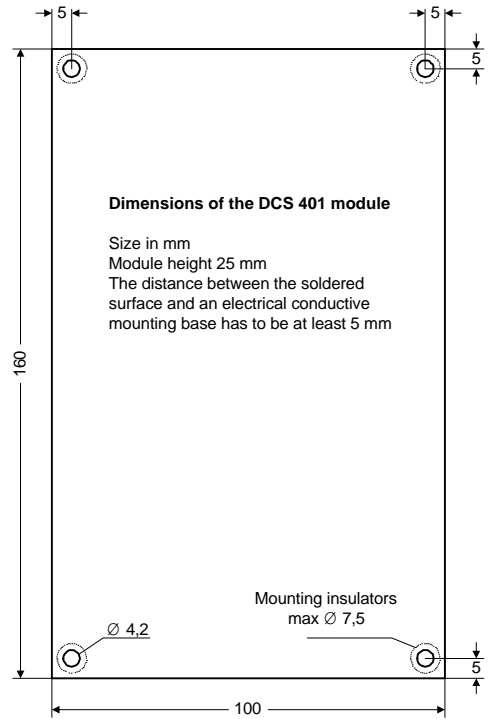 5
5
5
Dimensions of the DCS 401 module
Size in mm
Module height 25 mm
The distance between the soldered
surface and an electrical conductive
mounting base has to be at least 5 mm
160
Mounting insulators
max ∅ 7,5
∅ 4,2
5
100